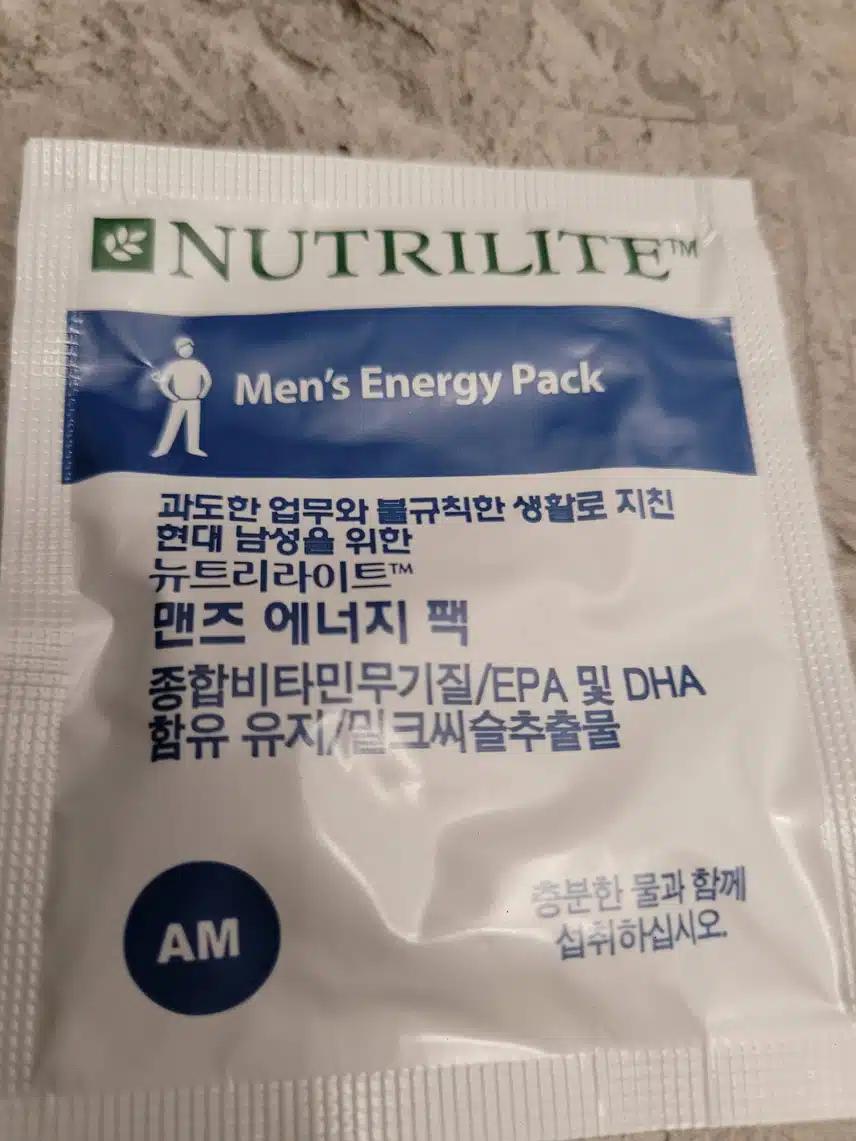 NUTRILITE™
Men's Energy Pack
과도한 업무와 불규칙한 생활로 지친
현대 남성을 위한
뉴트리라이트™
맨즈 에너지 팩
종합비타민무기질/EPA 및 DHA
함유 유지/밀크씨슬추출물
AM
충분한 물과 함께
섭취하십시오.